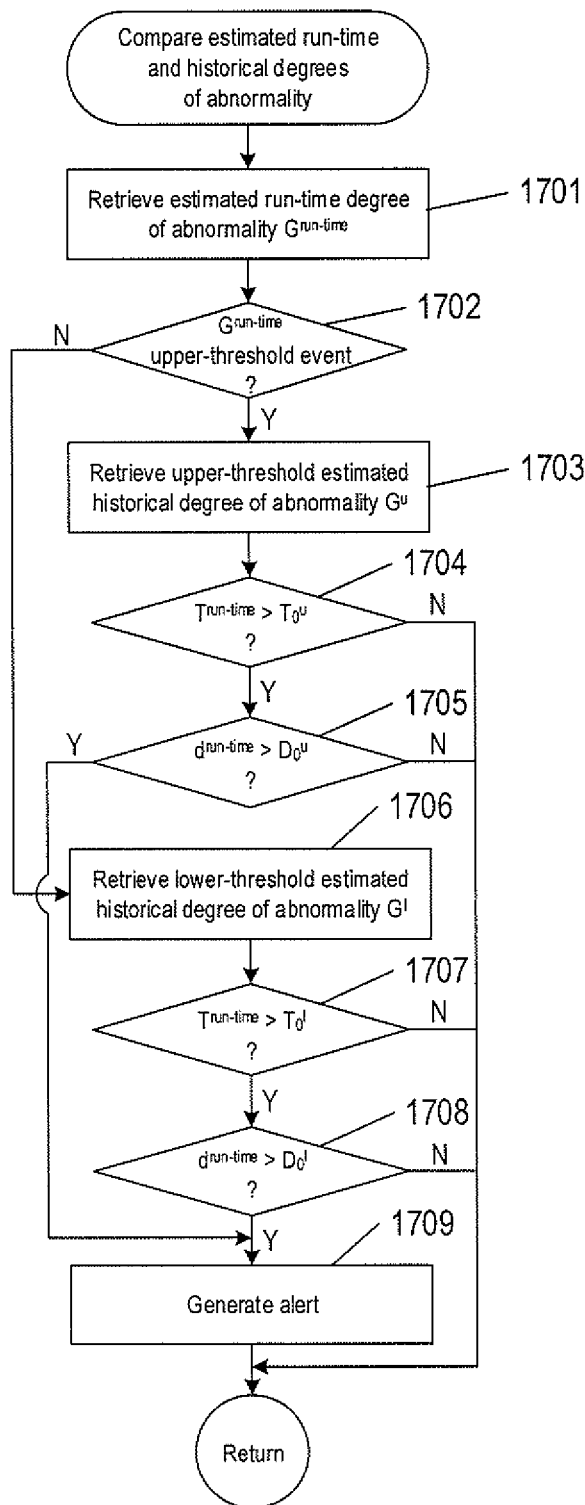 Compare estimated run-time
and historical degrees
of abnormality
Retrieve estimated run-time degree
of abnormality G^run-time
1701
G^run-time
upper-threshold event
?
1702
N
Y
Retrieve upper-threshold estimated
historical degree of abnormality G^u
1703
T^run-time > T₀^u
?
1704
N
Y
d^run-time > D₀^u
?
1705
Y
N
1706
Retrieve lower-threshold estimated
historical degree of abnormality G^l
1707
T^run-time > T₀^l
?
N
Y
1708
d^run-time > D₀^l
?
N
Y
1709
Generate alert
Return